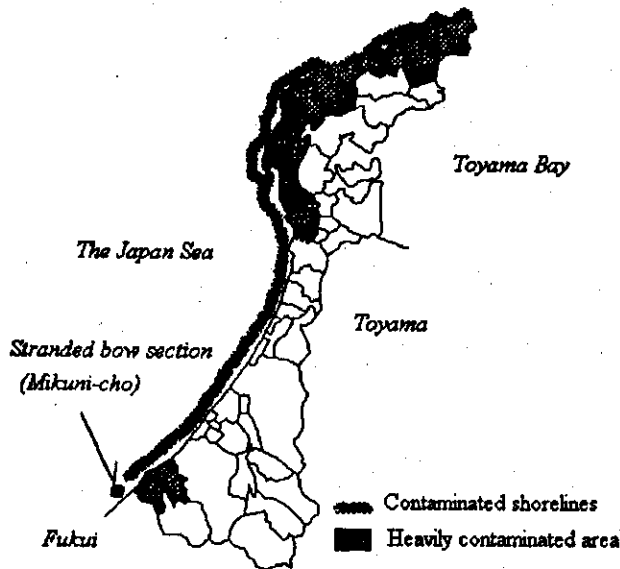 Toyama Bay
The Japan Sea
Toyama
Stranded bow section
(Mikuni-cho)
Contaminated shorelines
Fukui
Heavily contaminated area